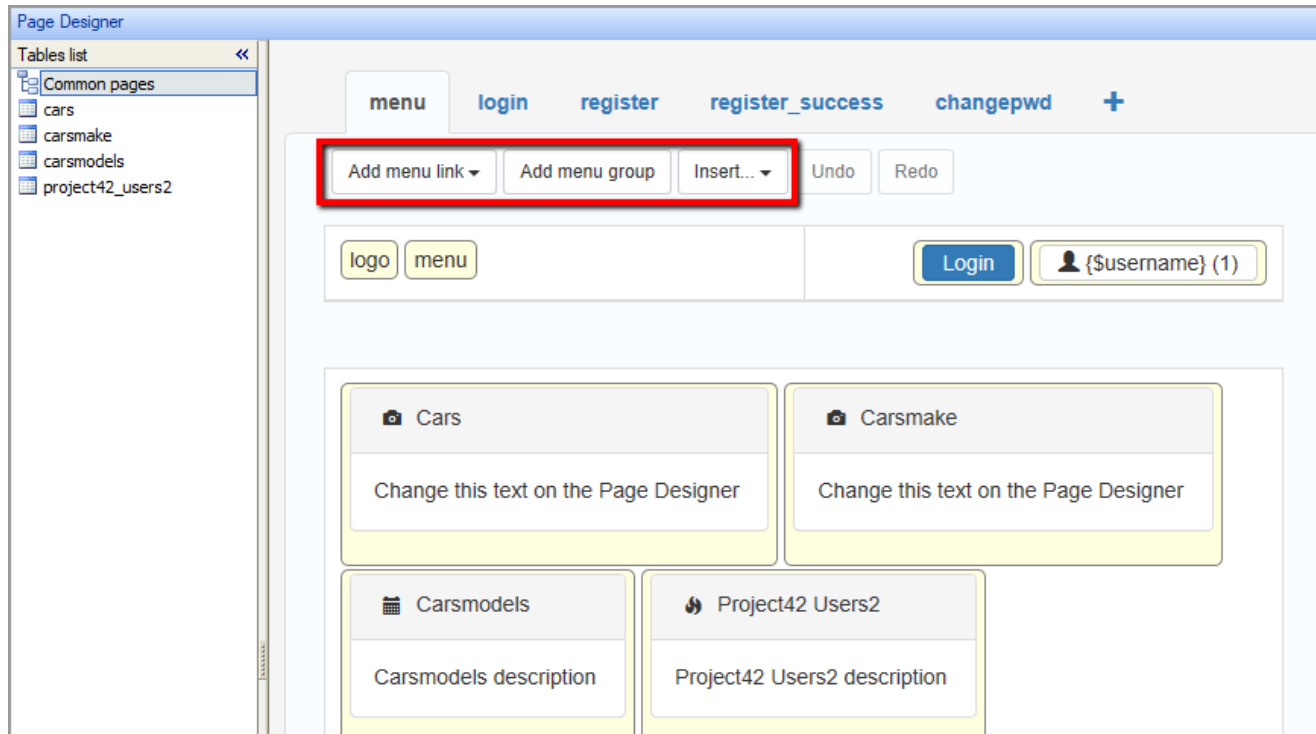 Page Designer
Tables list
Common pages
cars
carsmake
carsmodels
project42_users2
menu login register register_success changepwd +
Add menu link Add menu group Insert... Undo Redo
logo menu Login {$username} (1)
Cars Carsmake
Change this text on the Page Designer Change this text on the Page Designer
Carsmodels Project42 Users2
Carsmodels description Project42 Users2 description